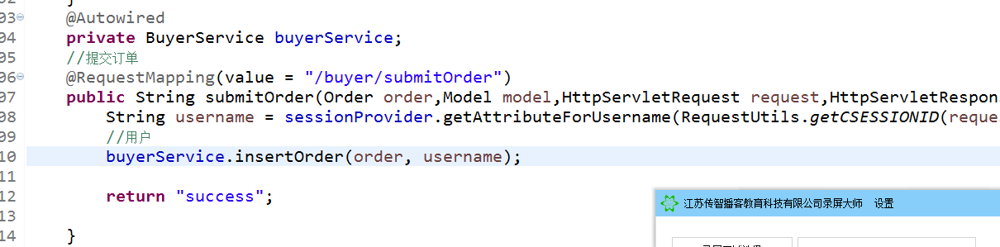 }
03 @Autowired
04 private BuyerService buyerService;
05 //提交订单
06 @RequestMapping(value = "/buyer/submitOrder")
07 public String submitOrder(Order order,Model model,HttpServletRequest request,HttpServletRespon
08 String username = sessionProvider.getAttributeForUsername(RequestUtils.getCSESSIONID(reque
09 //用户
10 buyerService.insertOrder(order, username);
11
12 return "success";
13
14 }
江苏传智播客教育科技有限公司录屏大师 设置